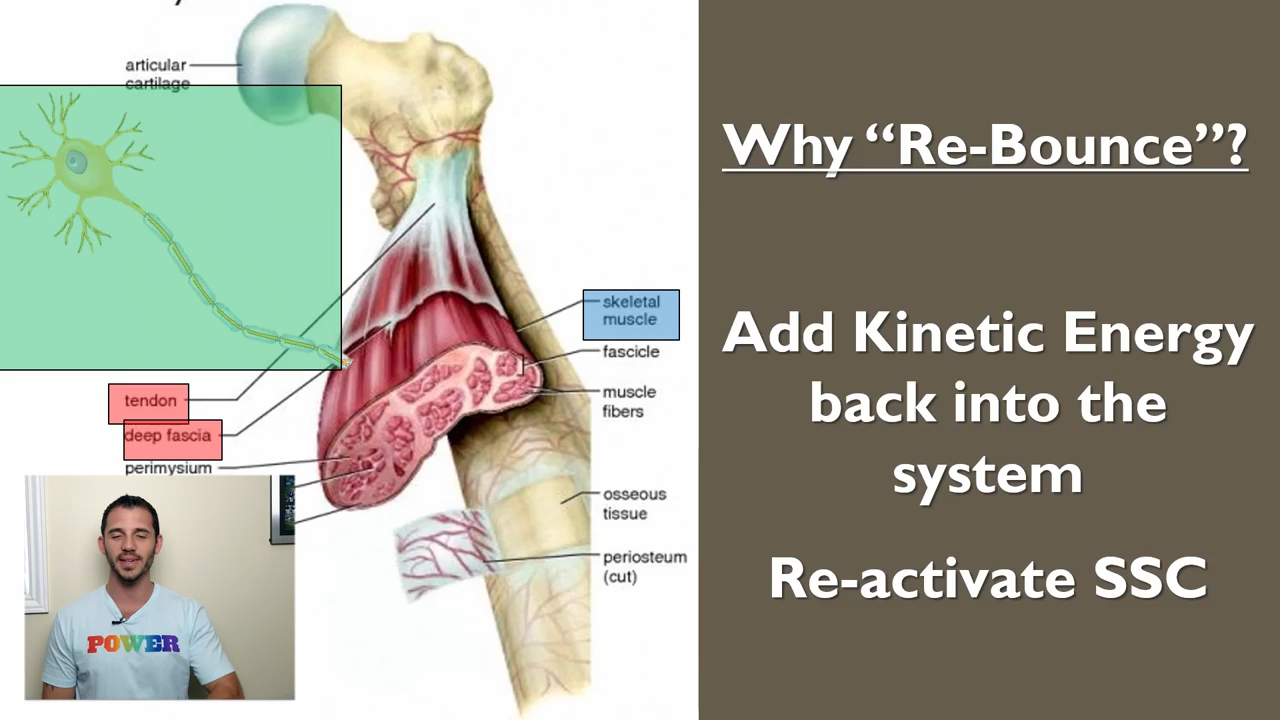 articular
cartilage
tendon
deep fascia
perimysium
skeletal
muscle
fascicle
muscle
fibers
osseous
tissue
periosteum
(cut)
POWER
Why “Re-Bounce”?
Add Kinetic Energy
back into the
system
Re-activate SSC